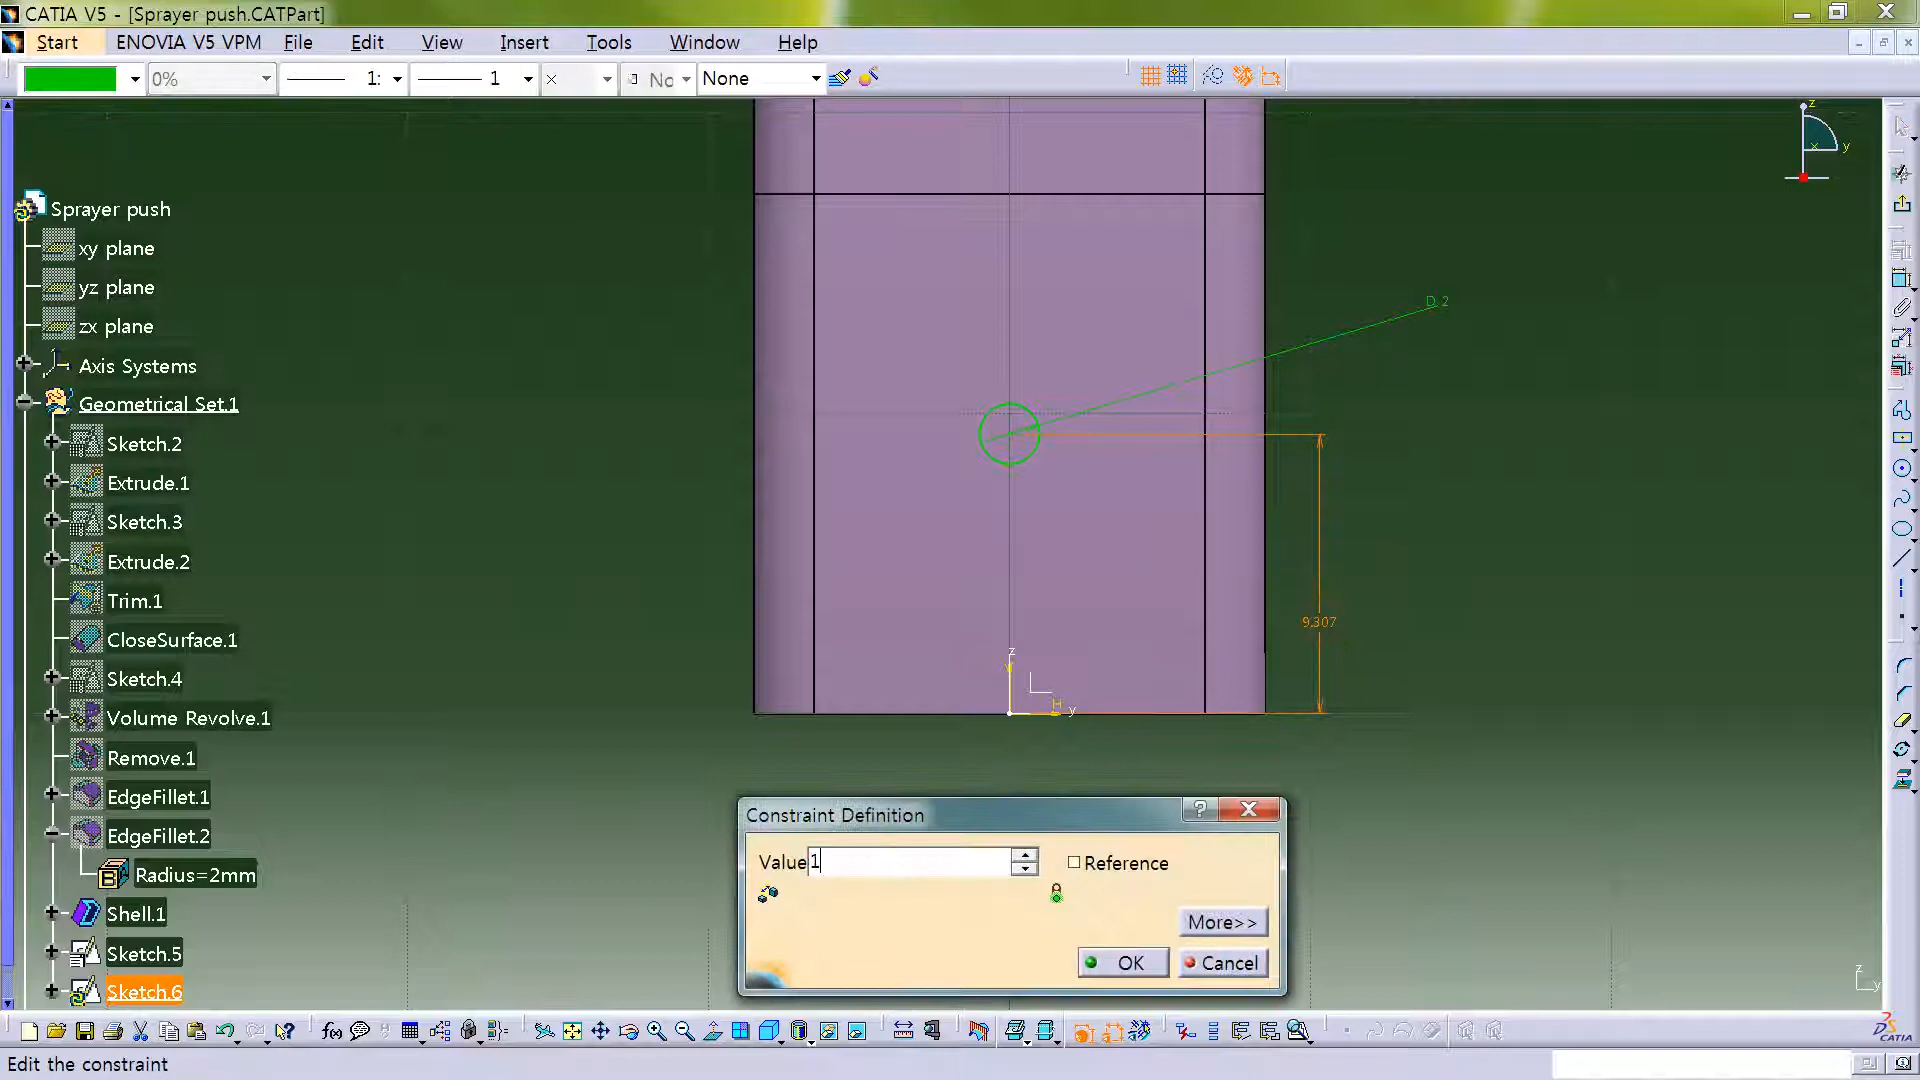 CATIA V5 - [Sprayer push.CATPart]
Start ENOVIA V5 VPM File Edit View Insert Tools Window Help
0% 1: 1 No None
z
x y
Sprayer push
xy plane
yz plane
zx plane
Axis Systems
Geometrical Set.1
Sketch.2
Extrude.1
Sketch.3
Extrude.2
Trim.1
CloseSurface.1
Sketch.4
Volume Revolve.1
Remove.1
EdgeFillet.1
EdgeFillet.2
Radius=2mm
Shell.1
Sketch.5
Sketch.6
D 2
9,307
z
H y
Constraint Definition
Value 1 Reference
More>>
OK Cancel
z
y
f(x)
CATIA
Edit the constraint